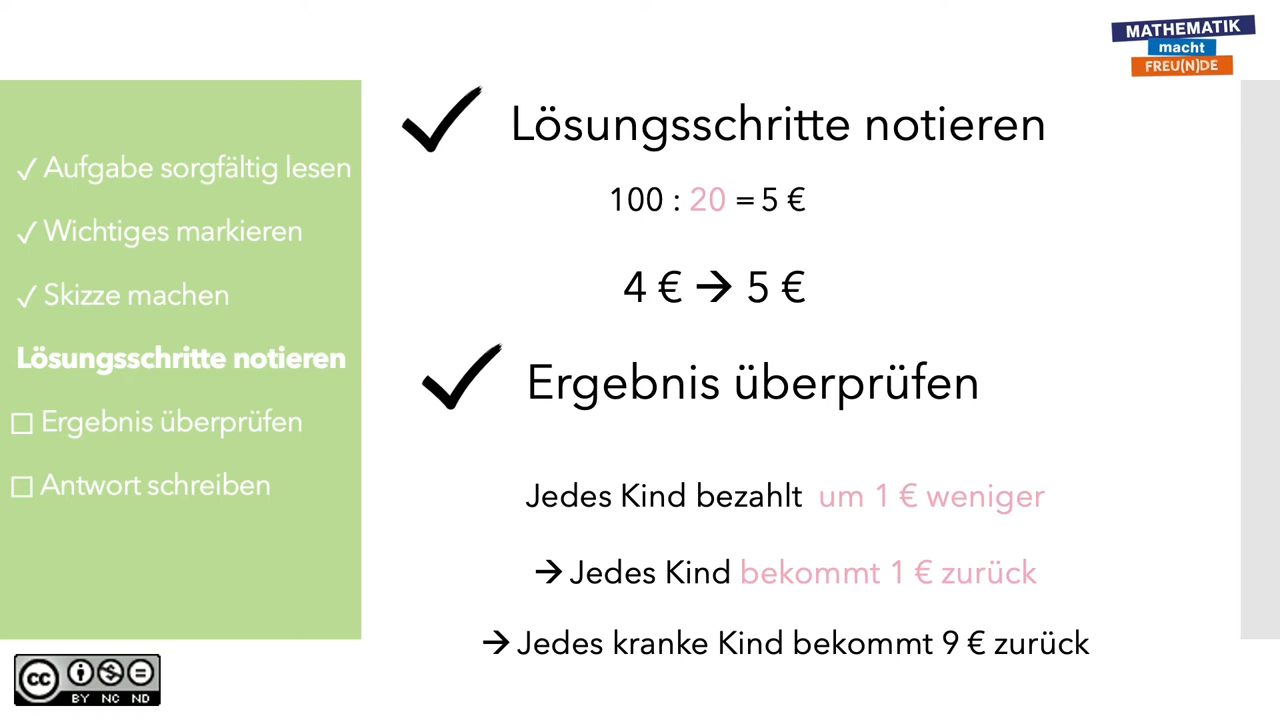 MATHEMATIK
macht
FREU(N)DE
✓ Aufgabe sorgfältig lesen
✓ Wichtiges markieren
✓ Skizze machen
Lösungsschritte notieren
☐ Ergebnis überprüfen
☐ Antwort schreiben
✓ Lösungsschritte notieren
100 : 20 = 5 €
4 € → 5 €
✓ Ergebnis überprüfen
Jedes Kind bezahlt um 1 € weniger
→ Jedes Kind bekommt 1 € zurück
→ Jedes kranke Kind bekommt 9 € zurück
cc
BY NC ND